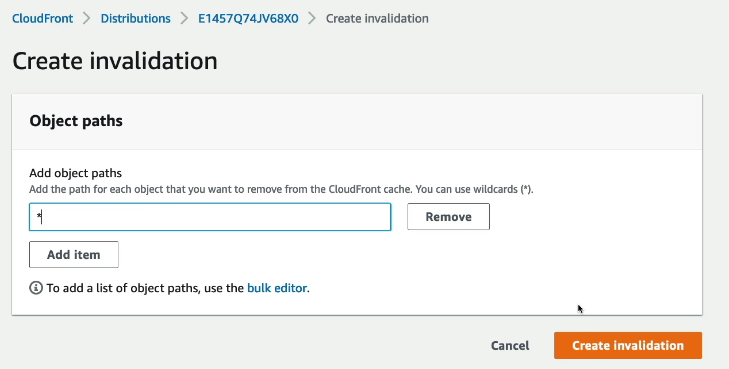 CloudFront > Distributions > E1457Q74JV68X0 > Create invalidation
Create invalidation
Object paths
Add object paths
Add the path for each object that you want to remove from the CloudFront cache. You can use wildcards (*).
* Remove
Add item
To add a list of object paths, use the bulk editor.
Cancel Create invalidation